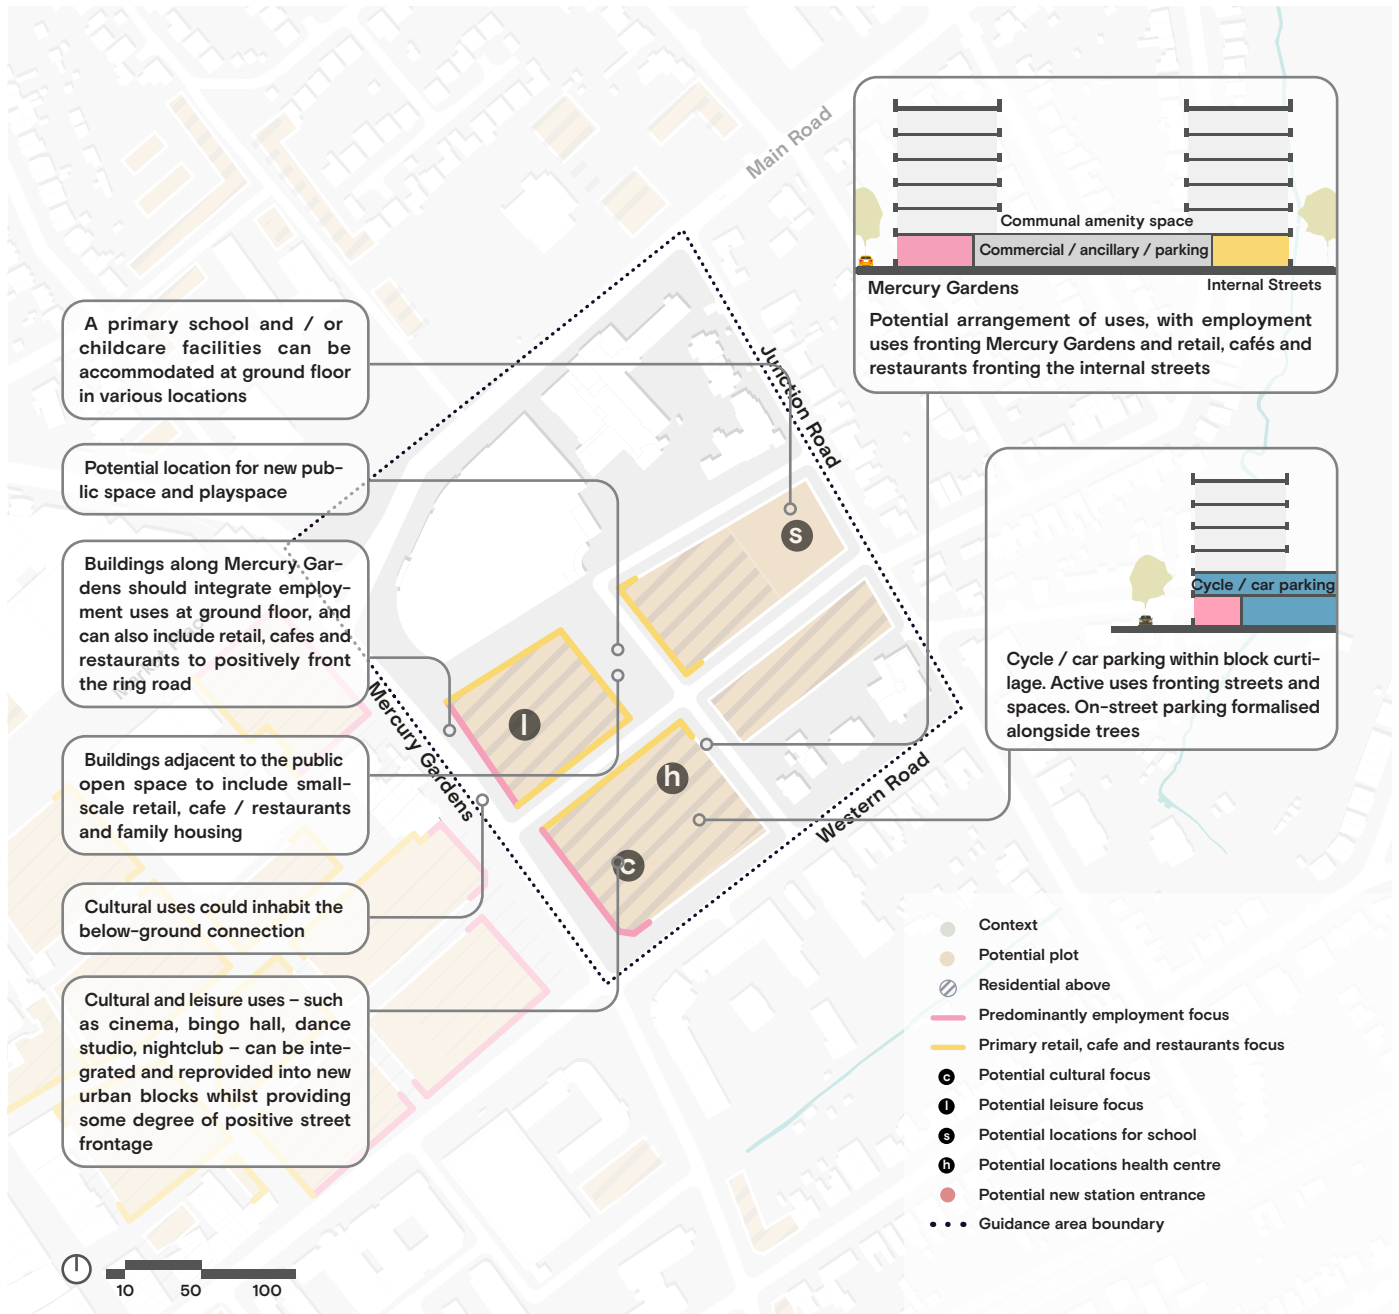 Main Road
Communal amenity space
Commercial / ancillary / parking
Mercury Gardens
Internal Streets
Potential arrangement of uses, with employment
uses fronting Mercury Gardens and retail, cafés and
restaurants fronting the internal streets
A primary school and / or
childcare facilities can be
accommodated at ground floor
in various locations
Junction Road
Potential location for new pub-
lic space and playspace
Cycle / car parking
Cycle / car parking within block curti-
lage. Active uses fronting streets and
spaces. On-street parking formalised
alongside trees
s
Buildings along Mercury Gar-
dens should integrate employ-
ment uses at ground floor, and
can also include retail, cafes and
restaurants to positively front
the ring road
Mercury Gardens
l
h
c
Western Road
Buildings adjacent to the public
open space to include small-
scale retail, cafe / restaurants
and family housing
Cultural uses could inhabit the
below-ground connection
Cultural and leisure uses – such
as cinema, bingo hall, dance
studio, nightclub – can be inte-
grated and reprovided into new
urban blocks whilst providing
some degree of positive street
frontage
Context
Potential plot
Residential above
Predominantly employment focus
Primary retail, cafe and restaurants focus
c Potential cultural focus
l Potential leisure focus
s Potential locations for school
h Potential locations health centre
Potential new station entrance
Guidance area boundary
10 50 100